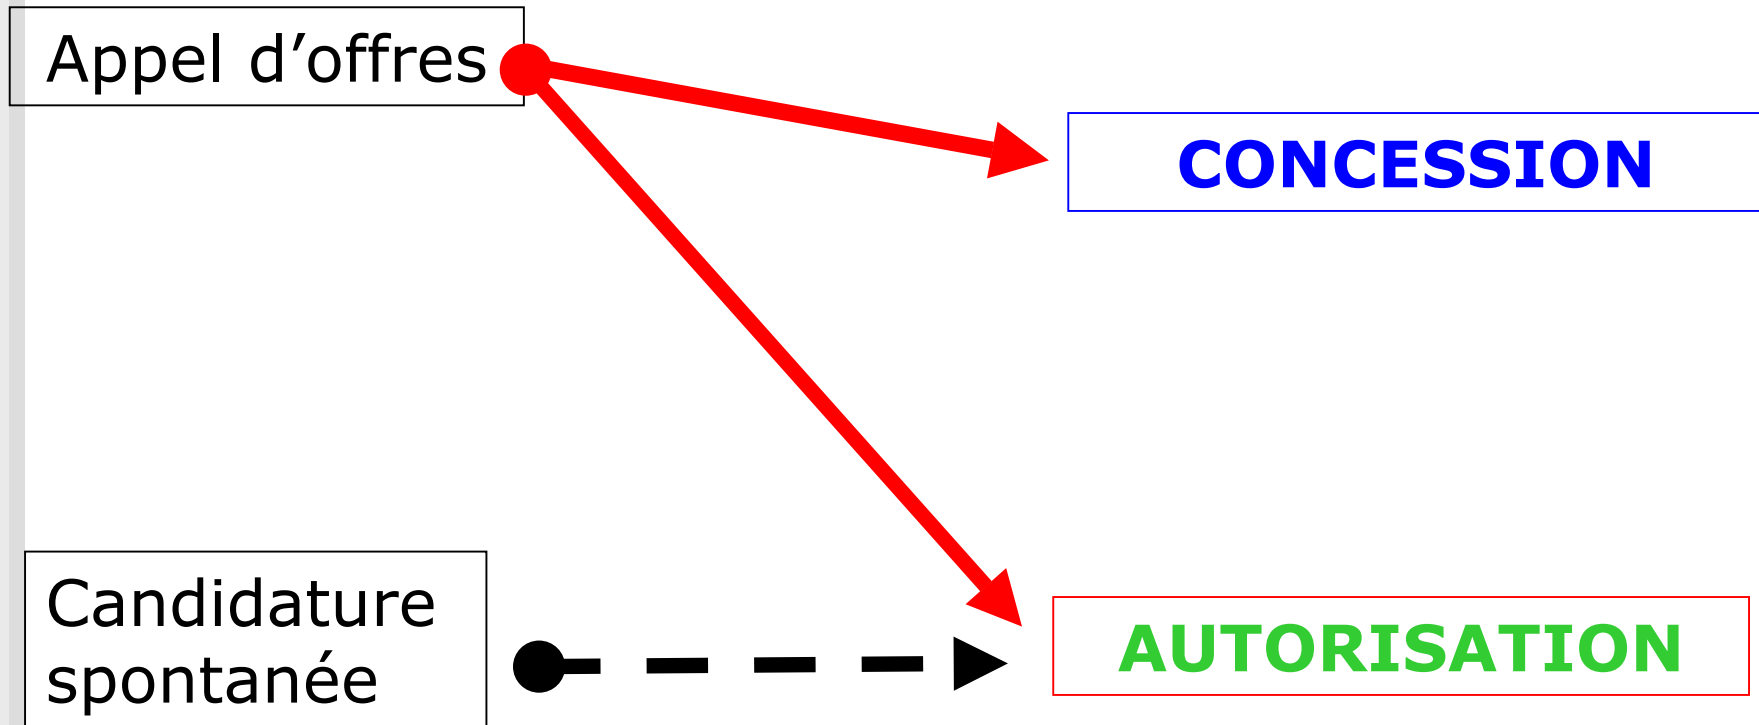 Appel d’offres
CONCESSION
Candidature
spontanée
AUTORISATION